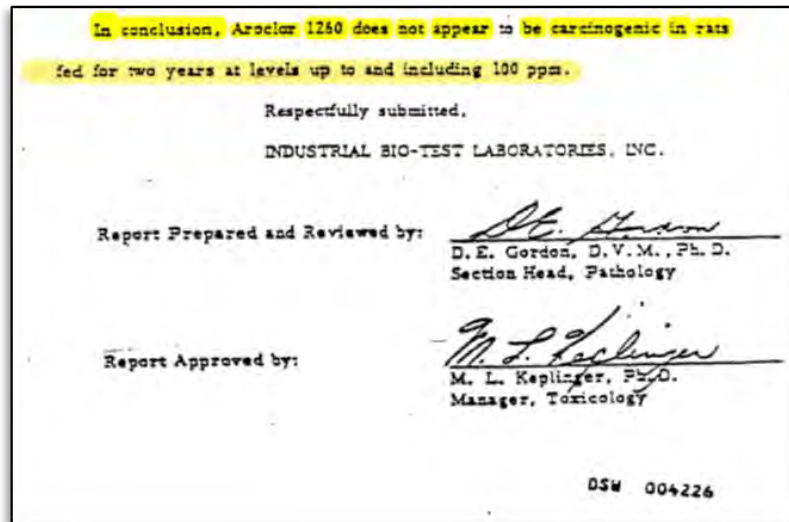 In conclusion, Aroclor 1260 does not appear to be carcinogenic in rats
fed for two years at levels up to and including 100 ppm.
Respectfully submitted,
INDUSTRIAL BIO-TEST LABORATORIES, INC.
D.E. Gordon
Report Prepared and Reviewed by:
D. E. Gordon, D.V.M., Ph.D.
Section Head, Pathology
M. L. Keplinger
Report Approved by:
M. L. Keplinger, Ph.D.
Manager, Toxicology
DSW 004226